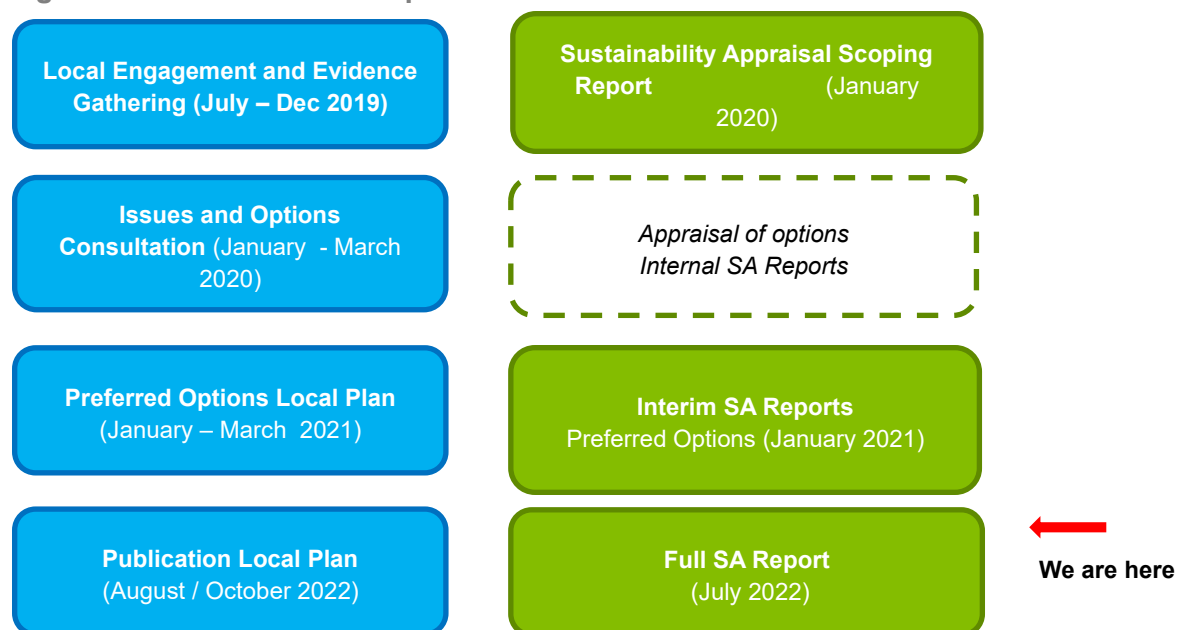 Local Engagement and Evidence
Gathering (July – Dec 2019)
Sustainability Appraisal Scoping
Report (January
2020)
Issues and Options
Consultation (January - March
2020)
Appraisal of options
Internal SA Reports
Preferred Options Local Plan
(January – March 2021)
Interim SA Reports
Preferred Options (January 2021)
Publication Local Plan
(August / October 2022)
Full SA Report
(July 2022)
We are here